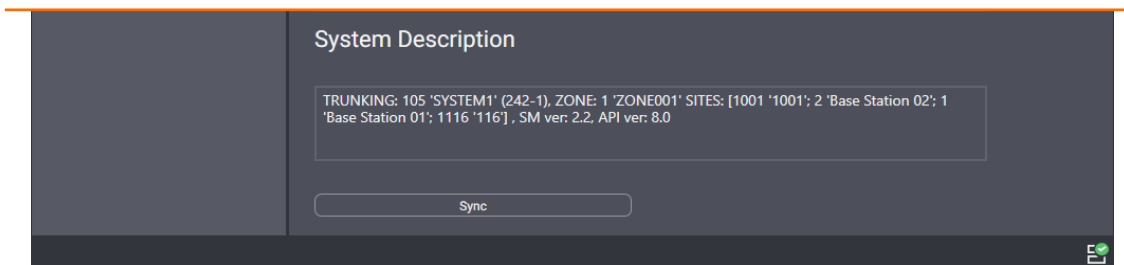 System Description
TRUNKING: 105 'SYSTEM1' (242-1), ZONE: 1 'ZONE001' SITES: [1001 '1001'; 2 'Base Station 02'; 1
'Base Station 01'; 1116 '116'] , SM ver: 2.2, API ver: 8.0
Sync